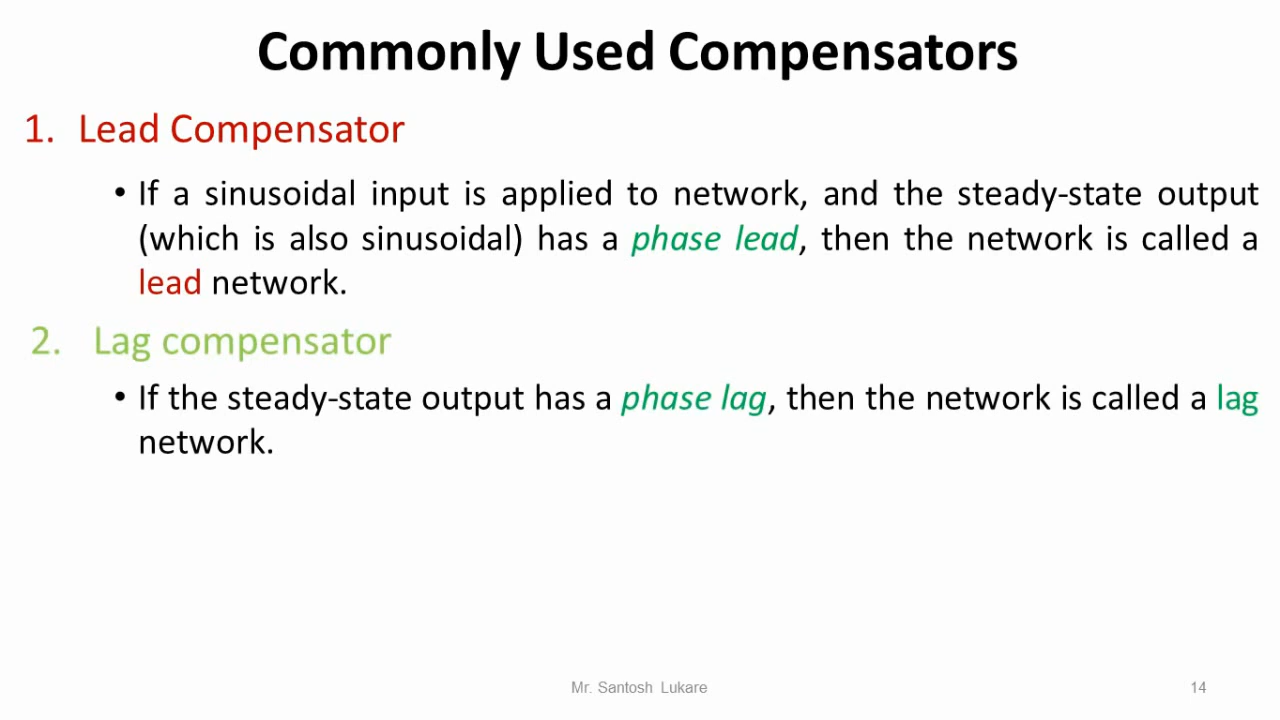 Commonly Used Compensators
1. Lead Compensator
• If a sinusoidal input is applied to network, and the steady-state output
(which is also sinusoidal) has a phase lead, then the network is called a
lead network.
2. Lag compensator
• If the steady-state output has a phase lag, then the network is called a lag
network.
Mr. Santosh Lukare
14